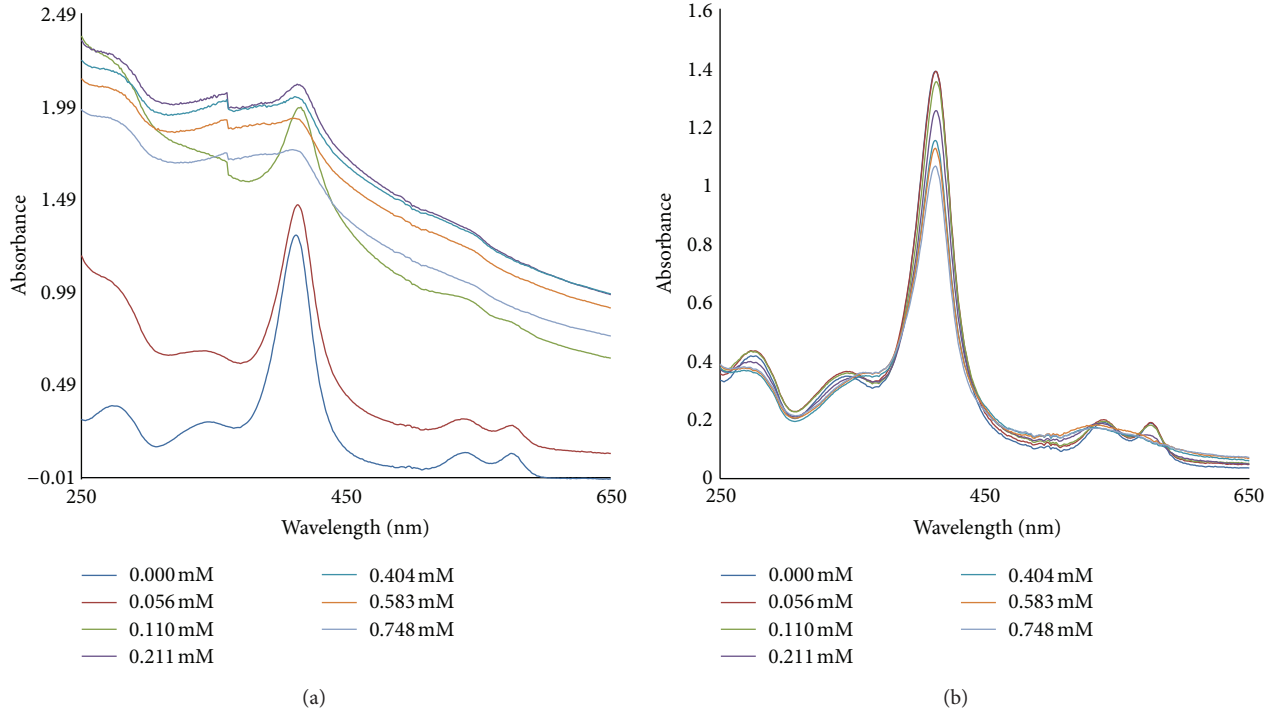 2.49
1.99
1.49
0.99
0.49
−0.01
Absorbance
250
450
650
Wavelength (nm)
0.000 mM
0.056 mM
0.110 mM
0.211 mM
0.404 mM
0.583 mM
0.748 mM
(a)
1.6
1.4
1.2
1
0.8
0.6
0.4
0.2
0
Absorbance
250
450
650
Wavelength (nm)
0.000 mM
0.056 mM
0.110 mM
0.211 mM
0.404 mM
0.583 mM
0.748 mM
(b)